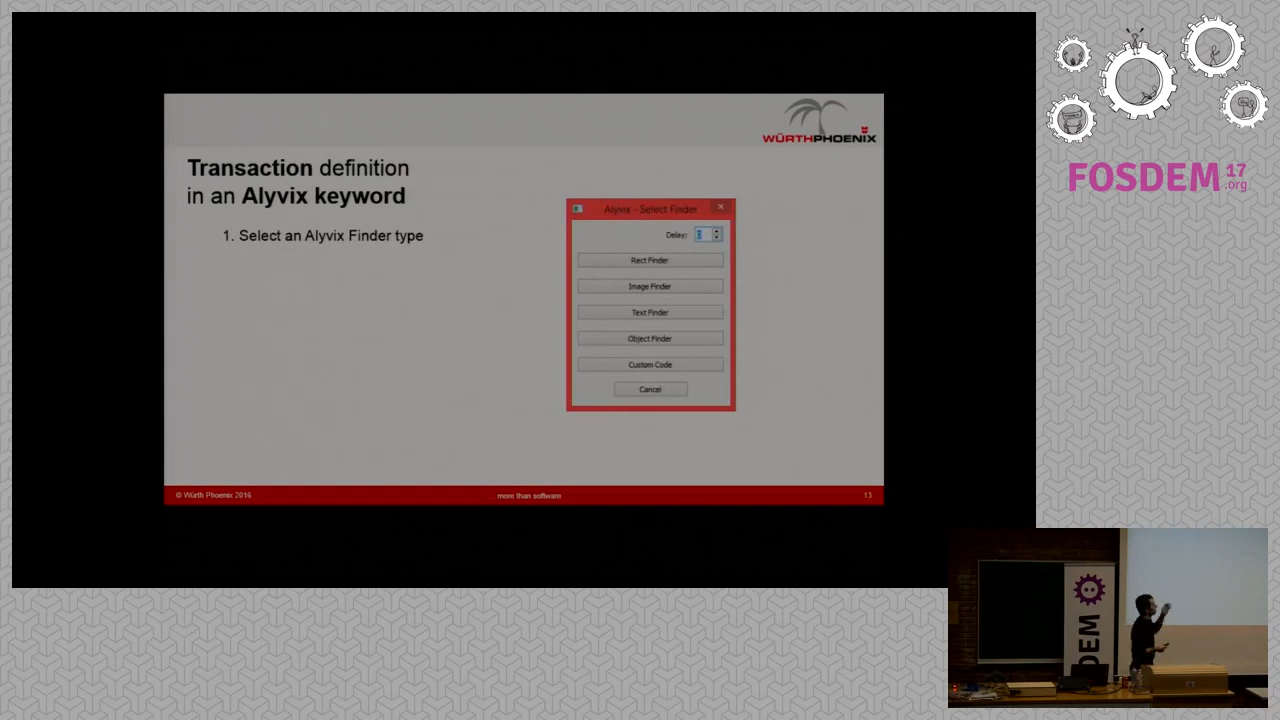 WÜRTHPHOENIX
Transaction definition
in an Alyvix keyword
1. Select an Alyvix Finder type
Alyvix - Select Finder
Delay:
Rect Finder
Image Finder
Text Finder
Object Finder
Custom Code
Cancel
© Würth Phoenix 2016
more than software
13
FOSDEM 17
.org
DEM